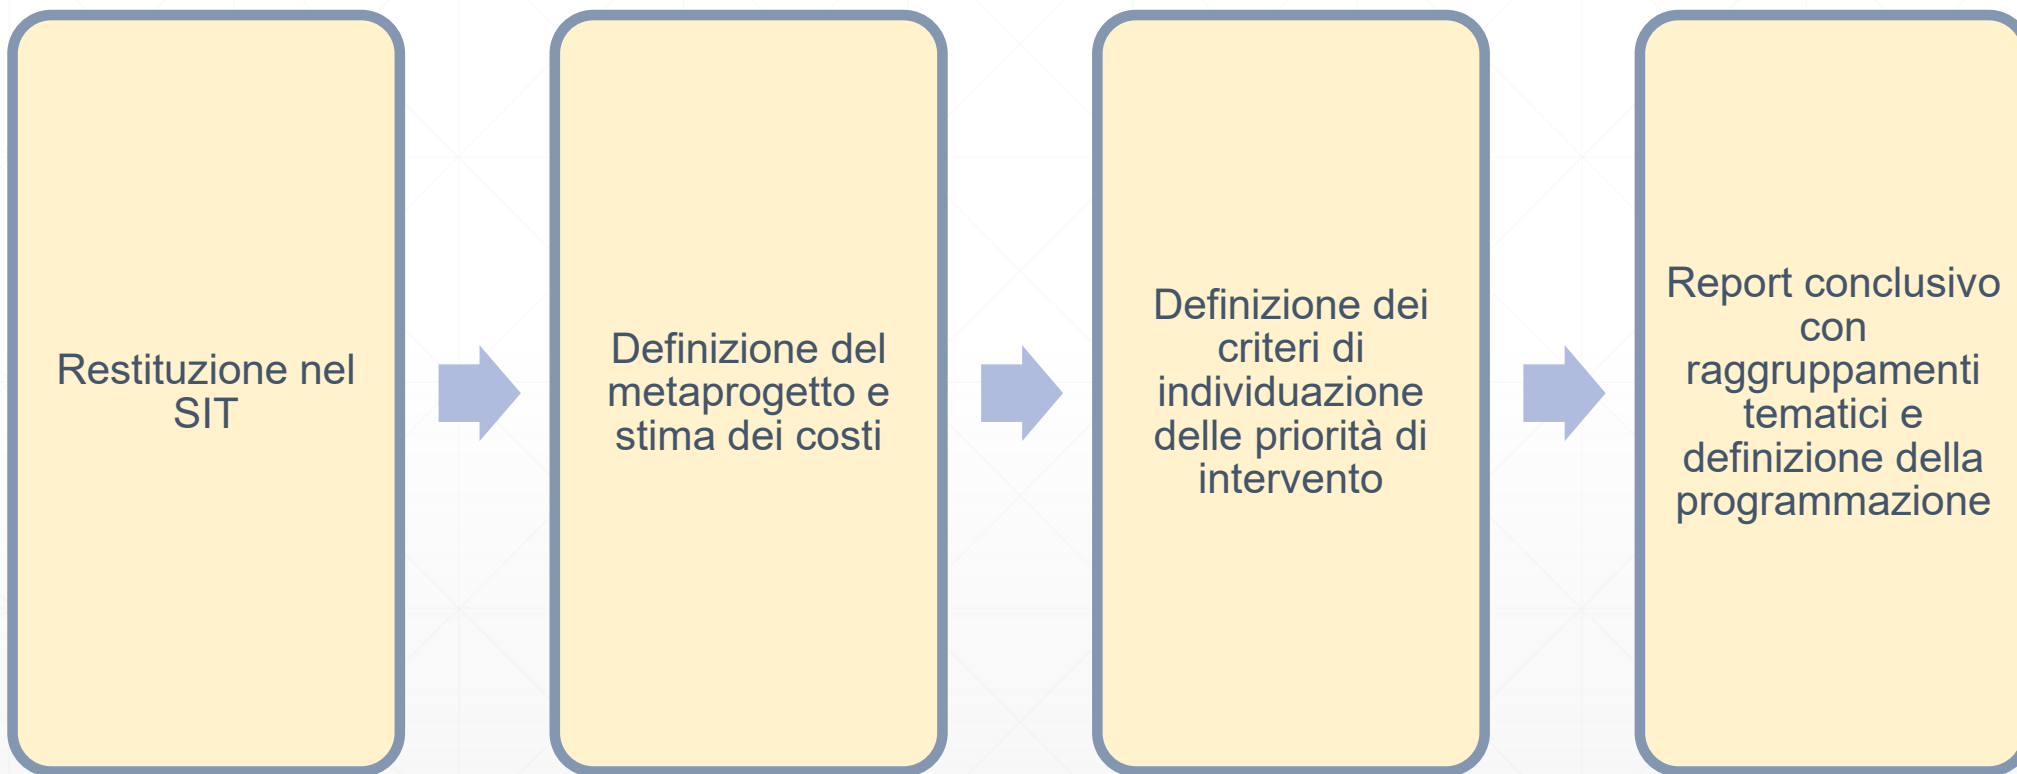 Restituzione nel
SIT
Definizione del
metaprogetto e
stima dei costi
Definizione dei
criteri di
individuazione
delle priorità di
intervento
Report conclusivo
con
raggruppamenti
tematici e
definizione della
programmazione